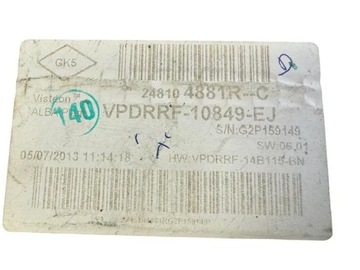 GK5
24810 4881R--C
Visteon
140
VPDRRF-10849-EJ
S/N:G2P159149
SW:06.01
05/07/2013 11:14:18
HW:VPDRRF-14B115-BN